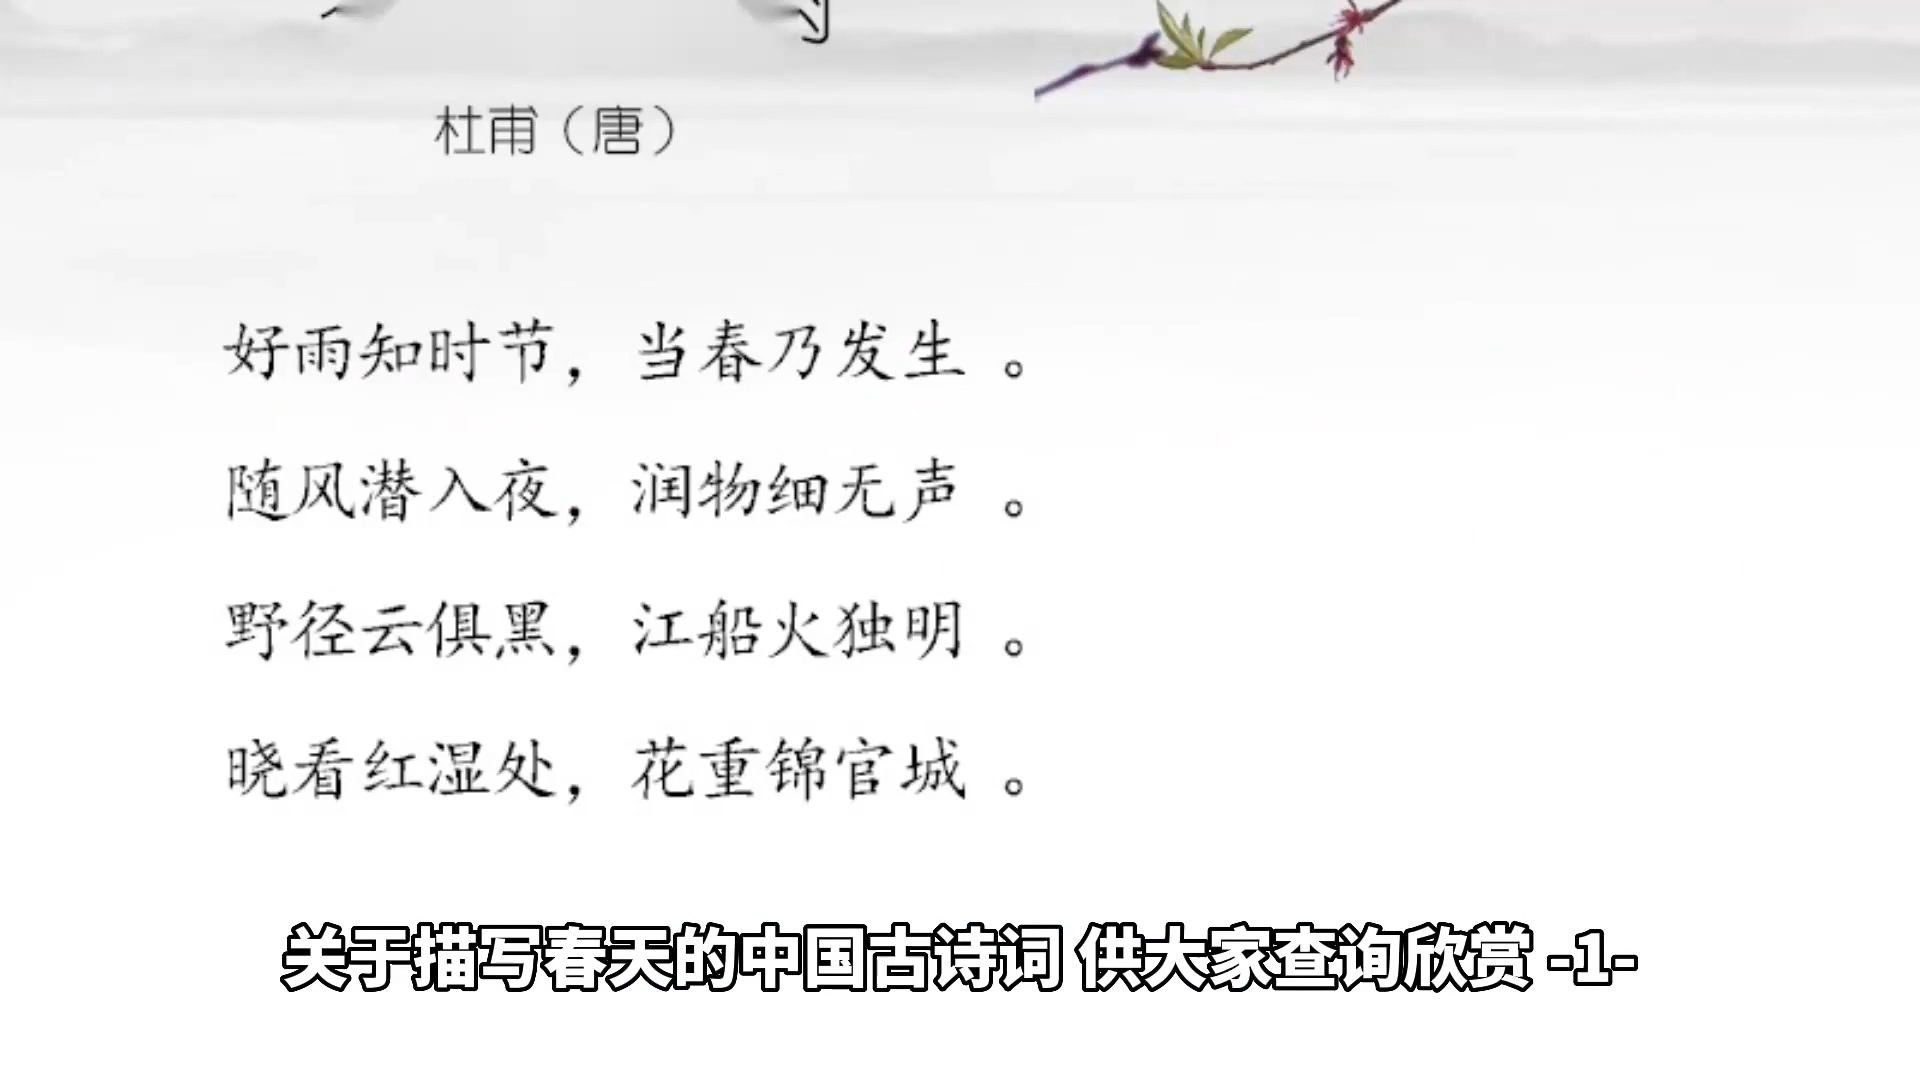 杜甫（唐）
好雨知时节，当春乃发生 。
随风潜入夜，润物细无声 。
野径云俱黑，江船火独明 。
晓看红湿处，花重锦官城 。
关于描写春天的中国古诗词 供大家查询欣赏 -1-